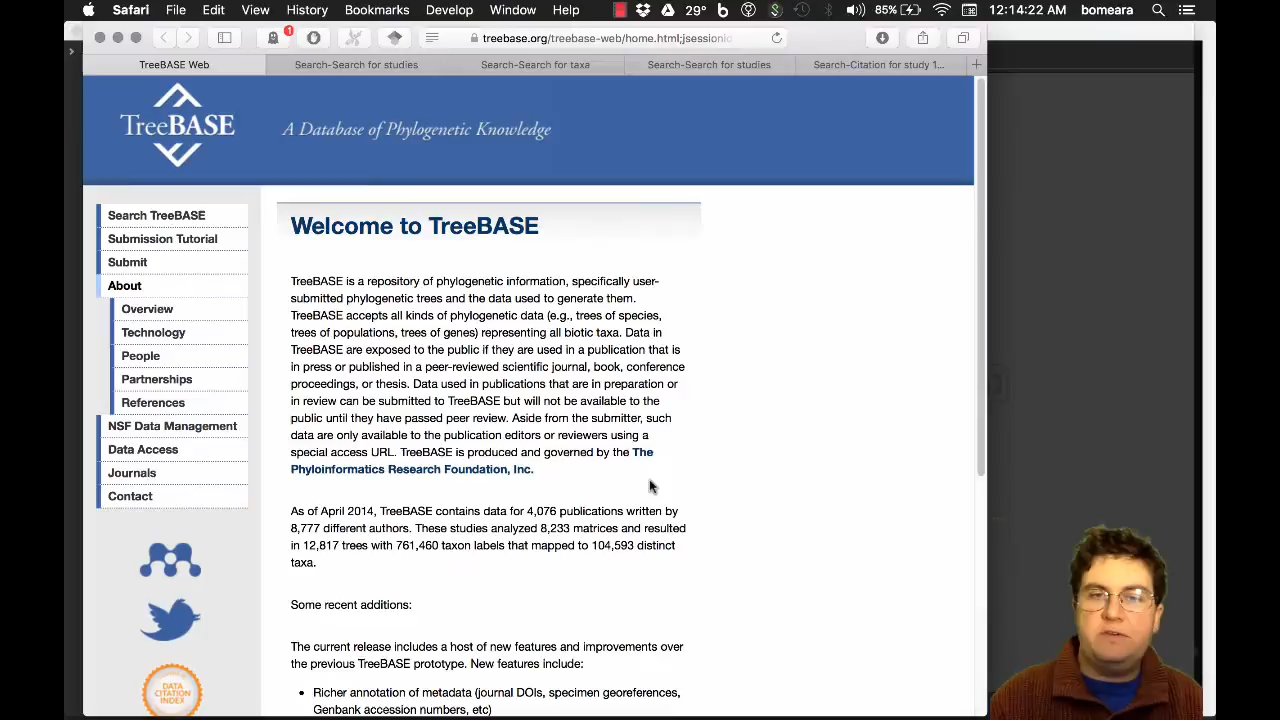 Safari File Edit View History Bookmarks Develop Window Help 29° 85% 12:14:22 AM bomeara
1
treebase.org/treebase-web/home.html;jsessionid
TreeBASE Web Search-Search for studies Search-Search for taxa Search-Search for studies Search-Citation for study 1...
TreeBASE
A Database of Phylogenetic Knowledge
Search TreeBASE
Submission Tutorial
Submit
About
Overview
Technology
People
Partnerships
References
NSF Data Management
Data Access
Journals
Contact
DATA
CITATION
INDEX
Welcome to TreeBASE
TreeBASE is a repository of phylogenetic information, specifically user-
submitted phylogenetic trees and the data used to generate them.
TreeBASE accepts all kinds of phylogenetic data (e.g., trees of species,
trees of populations, trees of genes) representing all biotic taxa. Data in
TreeBASE are exposed to the public if they are used in a publication that is
in press or published in a peer-reviewed scientific journal, book, conference
proceedings, or thesis. Data used in publications that are in preparation or
in review can be submitted to TreeBASE but will not be available to the
public until they have passed peer review. Aside from the submitter, such
data are only available to the publication editors or reviewers using a
special access URL. TreeBASE is produced and governed by the The
Phyloinformatics Research Foundation, Inc.
As of April 2014, TreeBASE contains data for 4,076 publications written by
8,777 different authors. These studies analyzed 8,233 matrices and resulted
in 12,817 trees with 761,460 taxon labels that mapped to 104,593 distinct
taxa.
Some recent additions:
The current release includes a host of new features and improvements over
the previous TreeBASE prototype. New features include:
• Richer annotation of metadata (journal DOIs, specimen georeferences,
Genbank accession numbers, etc)